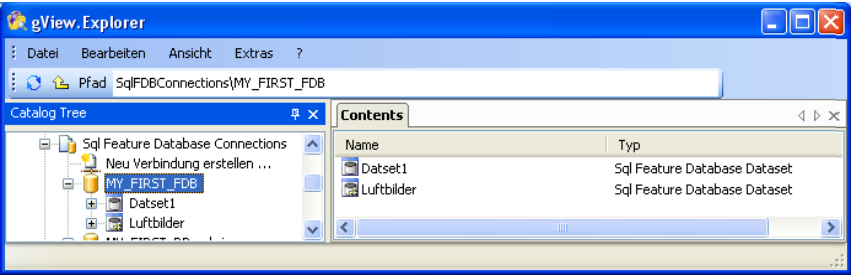 gView.Explorer
Datei Bearbeiten Ansicht Extras ?
Pfad SqlFDBConnections\MY_FIRST_FDB
Catalog Tree
Sql Feature Database Connections
Neu Verbindung erstellen ...
MY_FIRST_FDB
Datset1
Luftbilder
Contents
Name Typ
Datset1 Sql Feature Database Dataset
Luftbilder Sql Feature Database Dataset